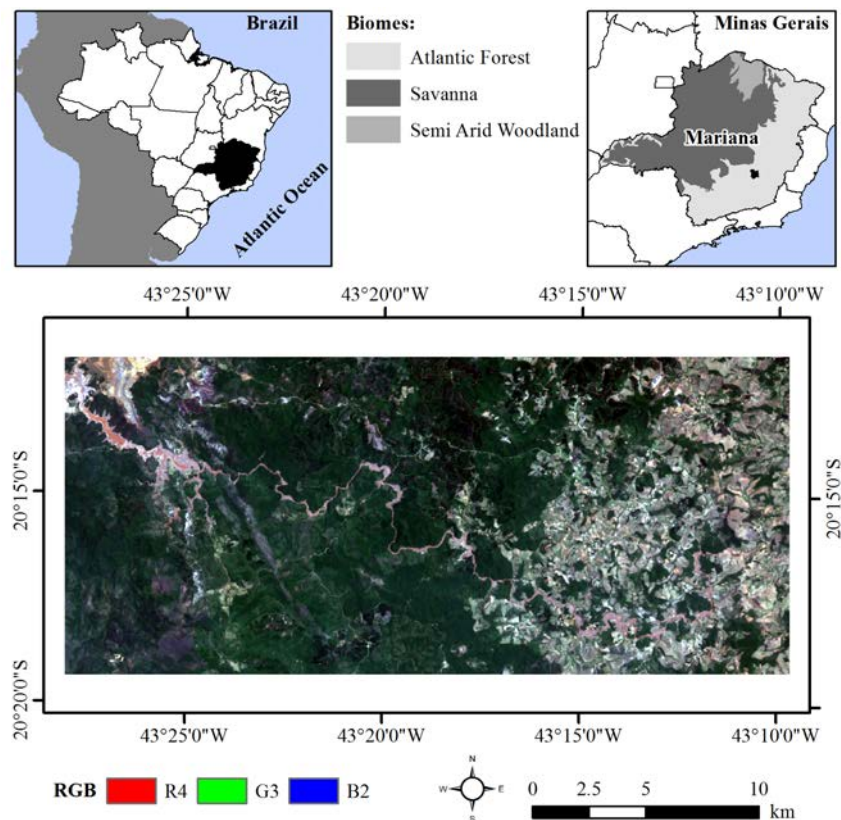 Brazil
Atlantic Ocean
Biomes:
Atlantic Forest
Savanna
Semi Arid Woodland
Minas Gerais
Mariana
43°25'0"W 43°20'0"W 43°15'0"W 43°10'0"W
20°15'0"S 20°15'0"S
20°20'0"S
43°25'0"W 43°20'0"W 43°15'0"W 43°10'0"W
RGB R4 G3 B2
N
W E
S
0 2.5 5 10
km